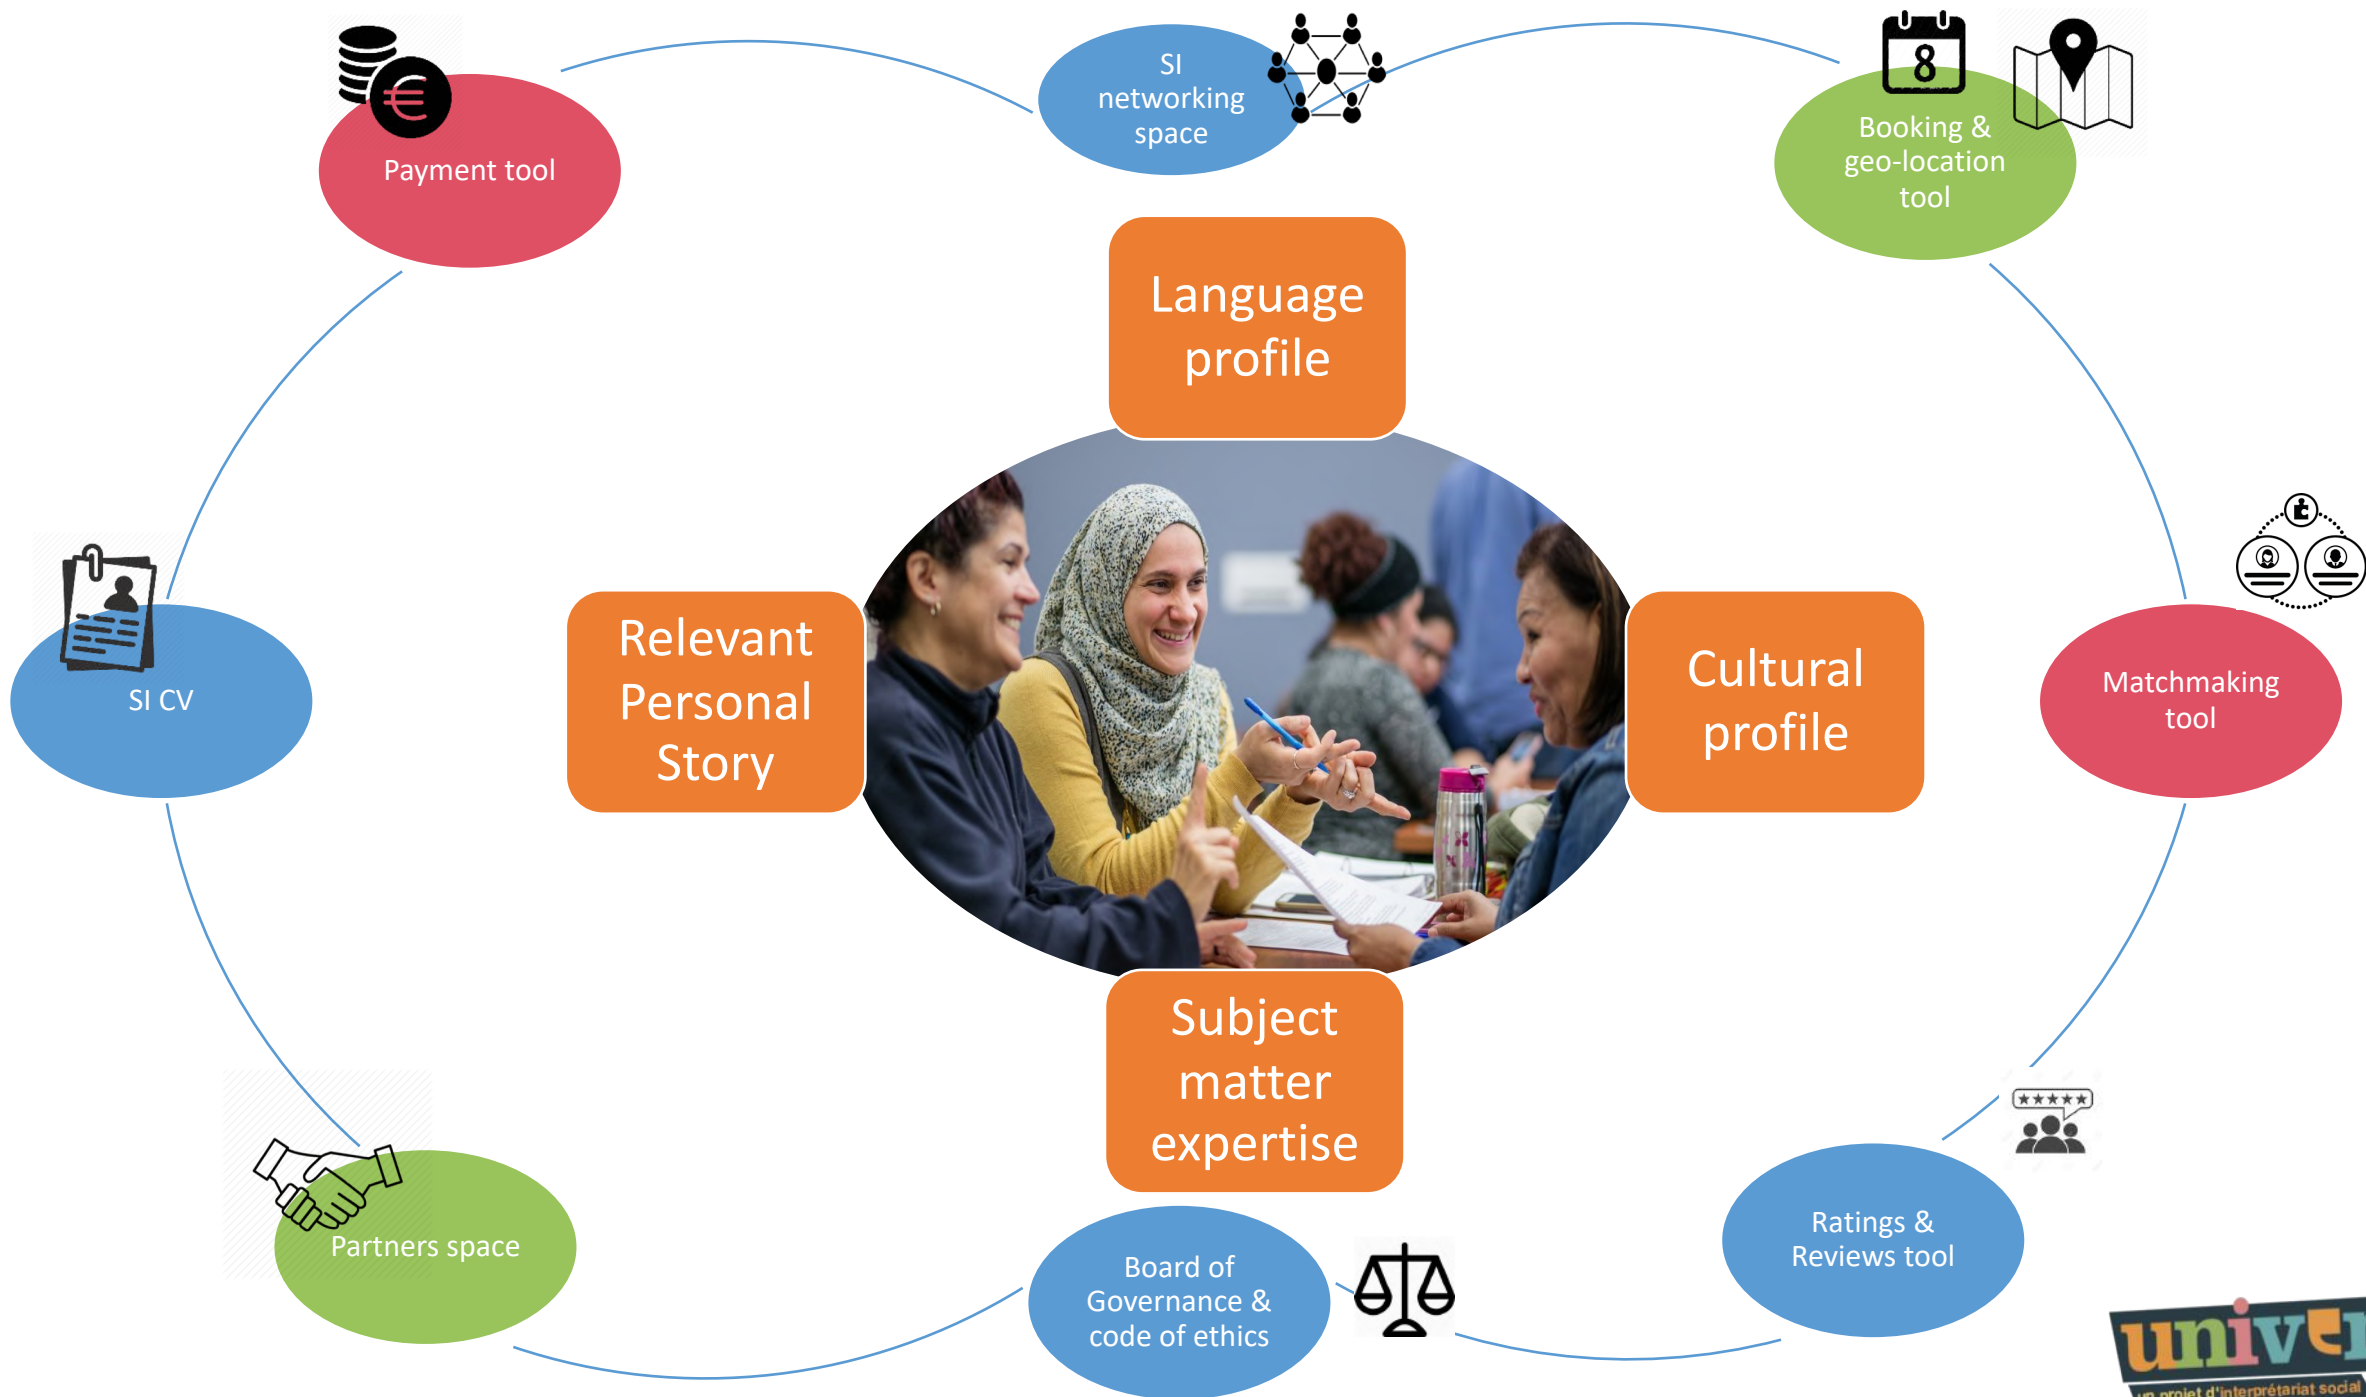 SI
networking
space
8
Booking &
geo-location
tool
Payment tool
Language
profile
Relevant
Personal
Story
Cultural
profile
SI CV
Matchmaking
tool
Subject
matter
expertise
Partners space
Board of
Governance &
code of ethics
Ratings &
Reviews tool
un projet d'interprétariat social